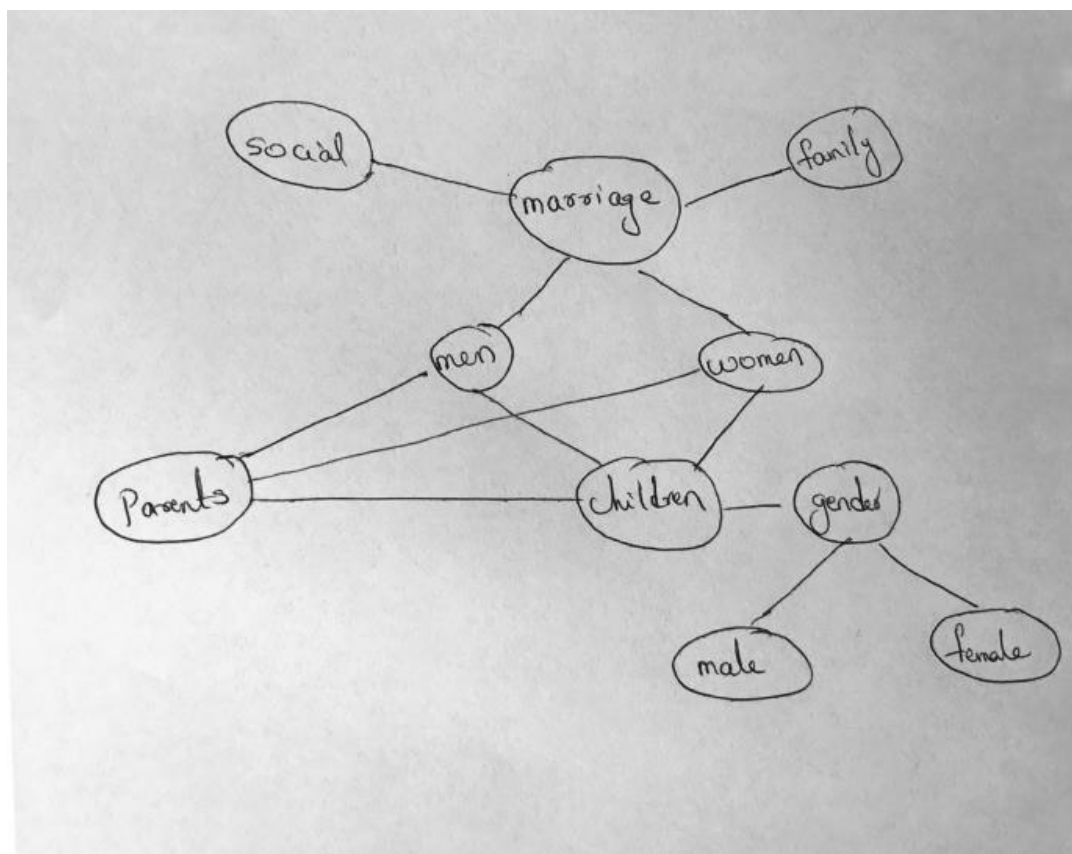 social
family
marriage
men
women
Parents
children
gender
male
female